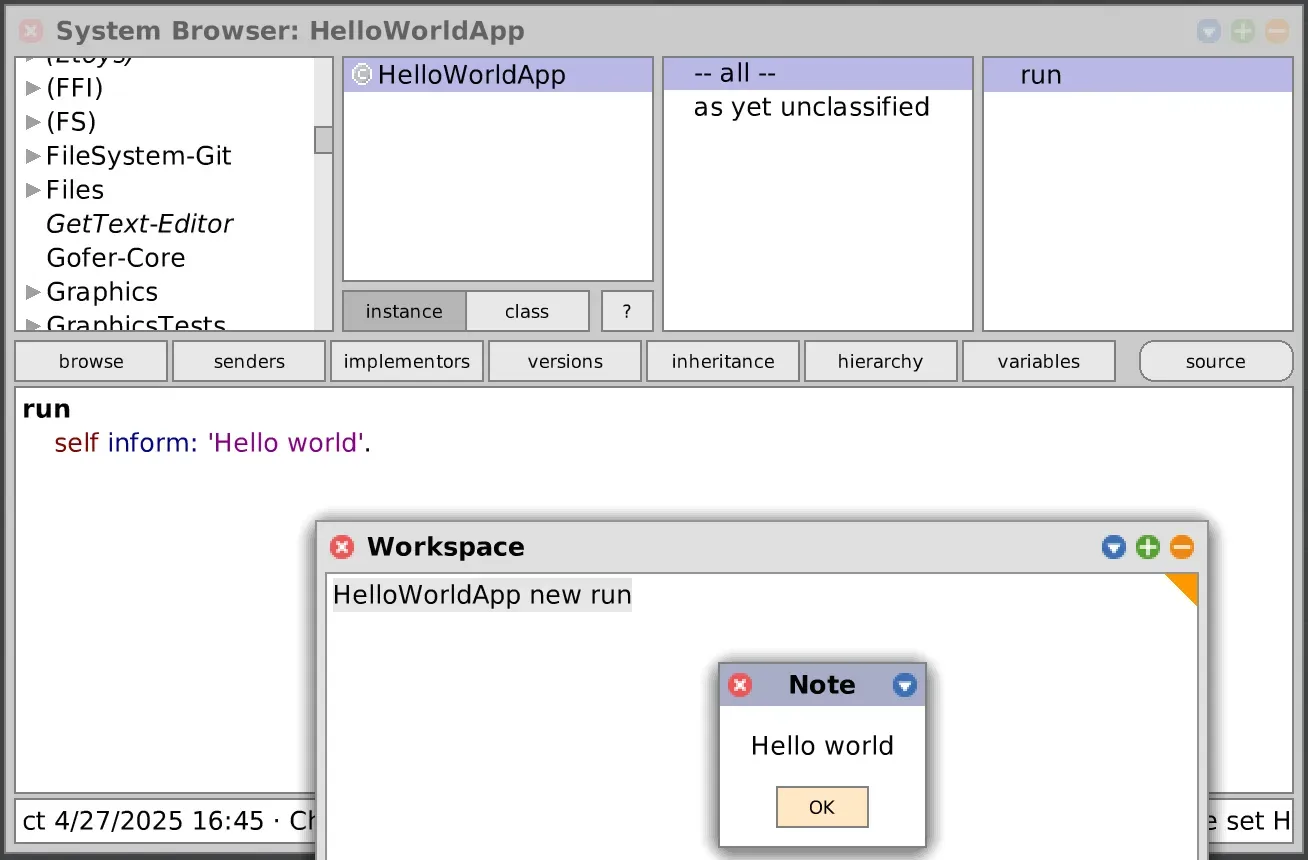 System Browser: HelloWorldApp
(Etoys)
(FFI)
(FS)
FileSystem-Git
Files
GetText-Editor
Gofer-Core
Graphics
GraphicsTests
HelloWorldApp
instance class ?
-- all --
as yet unclassified
run
browse senders implementors versions inheritance hierarchy variables source
run
self inform: 'Hello world'.
Workspace
HelloWorldApp new run
Note
Hello world
OK
ct 4/27/2025 16:45 · Ch
set H